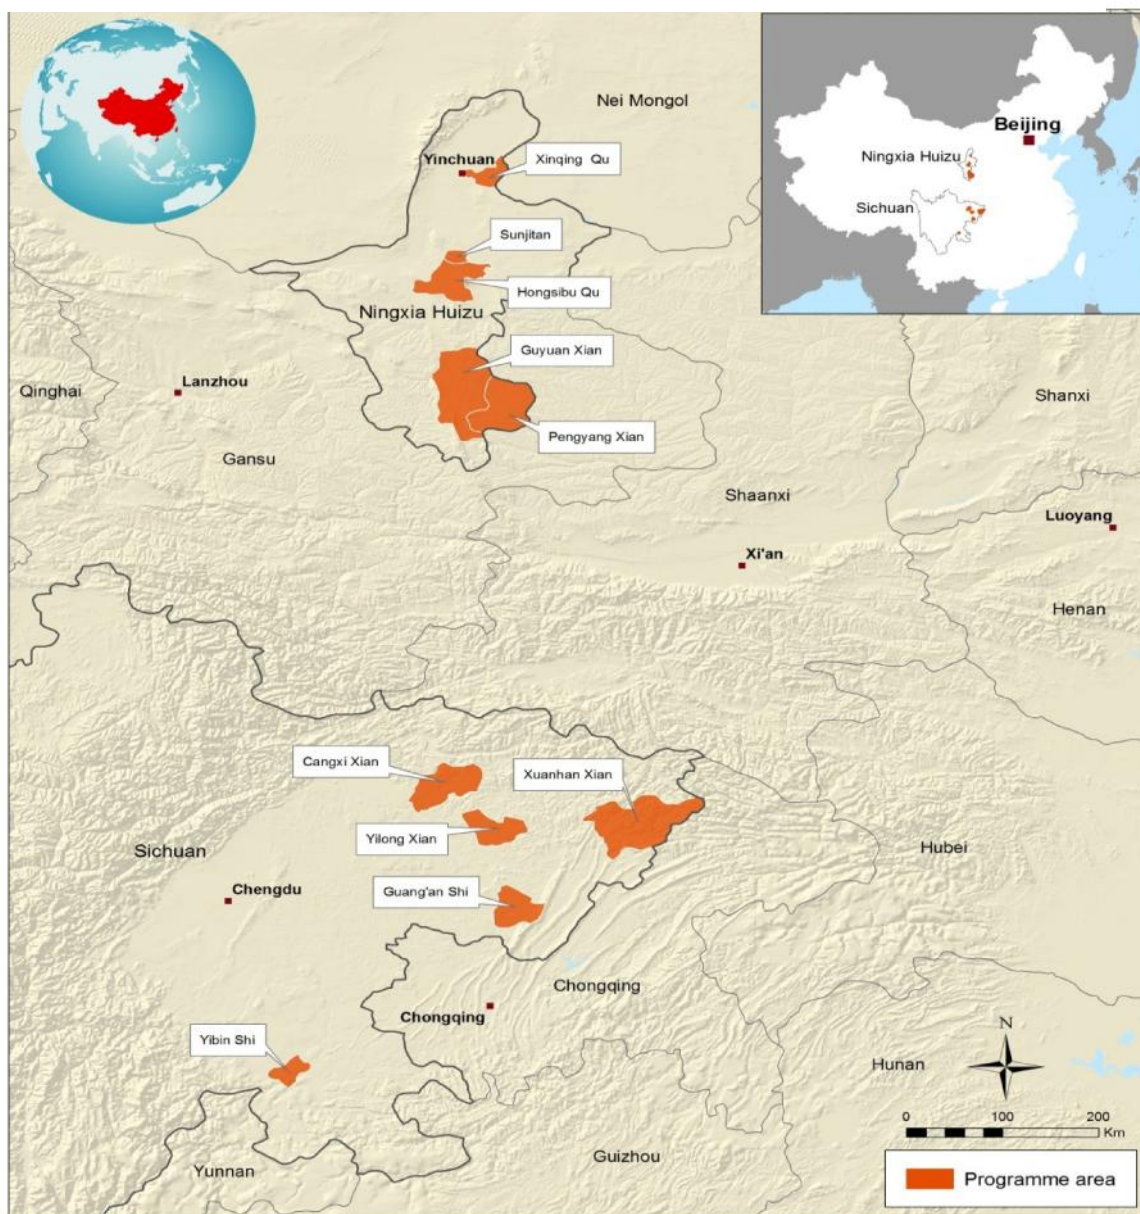 Nei Mongol
Yinchuan
Xinqing Qu
Sunjitan
Hongsibu Qu
Ningxia Huizu
Guyuan Xian
Pengyang Xian
Qinghai
Lanzhou
Gansu
Shaanxi
Xi'an
Shanxi
Luoyang
Henan
Beijing
Ningxia Huizu
Sichuan
Cangxi Xian
Xuanhan Xian
Yilong Xian
Sichuan
Chengdu
Guang'an Shi
Hubei
Chongqing
Chongqing
Yibin Shi
Hunan
Yunnan
Guizhou
N
0 100 200
Km
Programme area